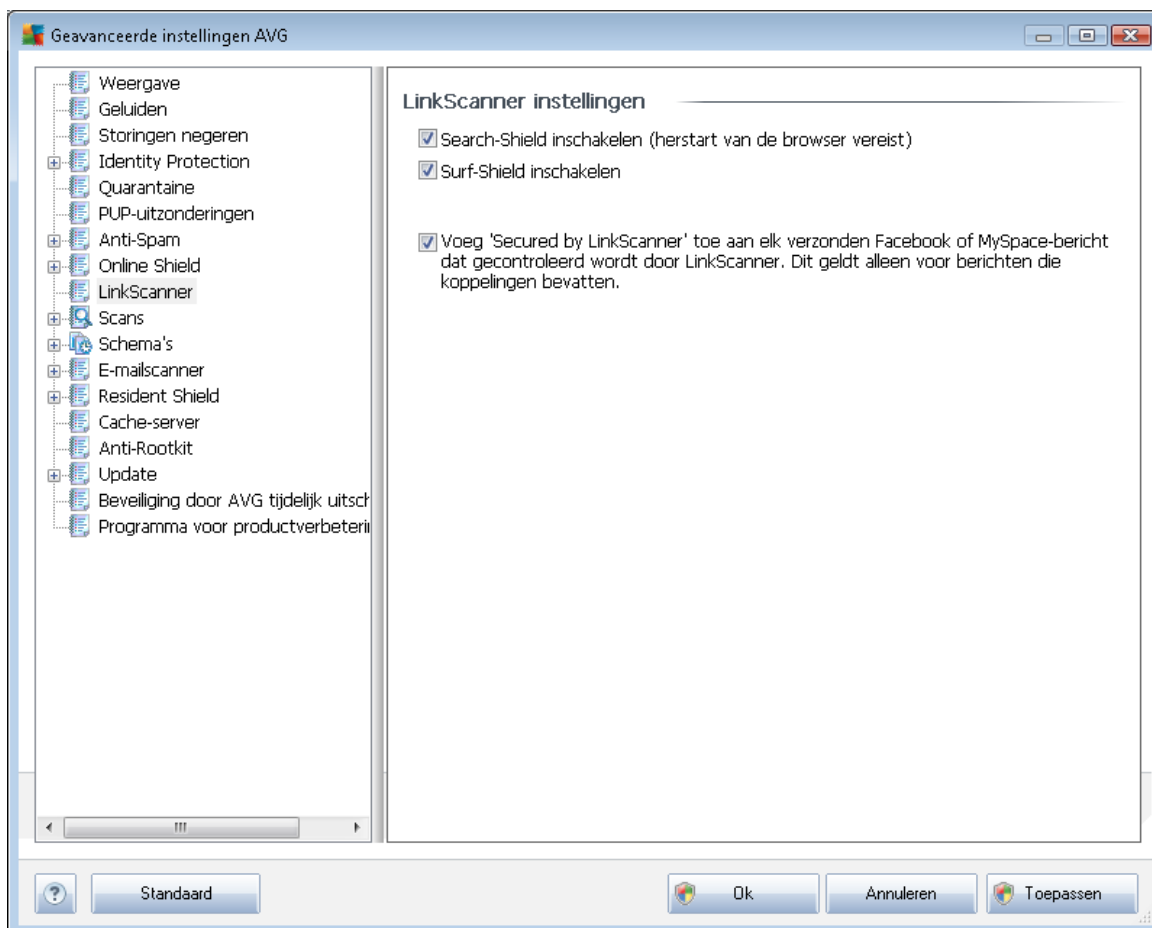 Geavanceerde instellingen AVG
Weergave
Geluiden
Storingen negeren
Identity Protection
Quarantaine
PUP-uitzonderingen
Anti-Spam
Online Shield
LinkScanner
Scans
Schema's
E-mailscanner
Resident Shield
Cache-server
Anti-Rootkit
Update
Beveiliging door AVG tijdelijk uitsch
Programma voor productverbeterin
LinkScanner instellingen
Search-Shield inschakelen (herstart van de browser vereist)
Surf-Shield inschakelen
Voeg 'Secured by LinkScanner' toe aan elk verzonden Facebook of MySpace-bericht
dat gecontroleerd wordt door LinkScanner. Dit geldt alleen voor berichten die
koppelingen bevatten.
?
Standaard
Ok
Annuleren
Toepassen